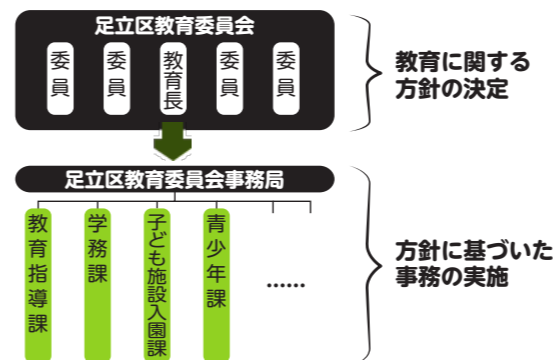 足立区教育委員会
委員
委員
教育長
委員
委員
教育に関する
方針の決定
足立区教育委員会事務局
教育指導課
学務課
子ども施設入園課
青少年課
……
方針に基づいた
事務の実施